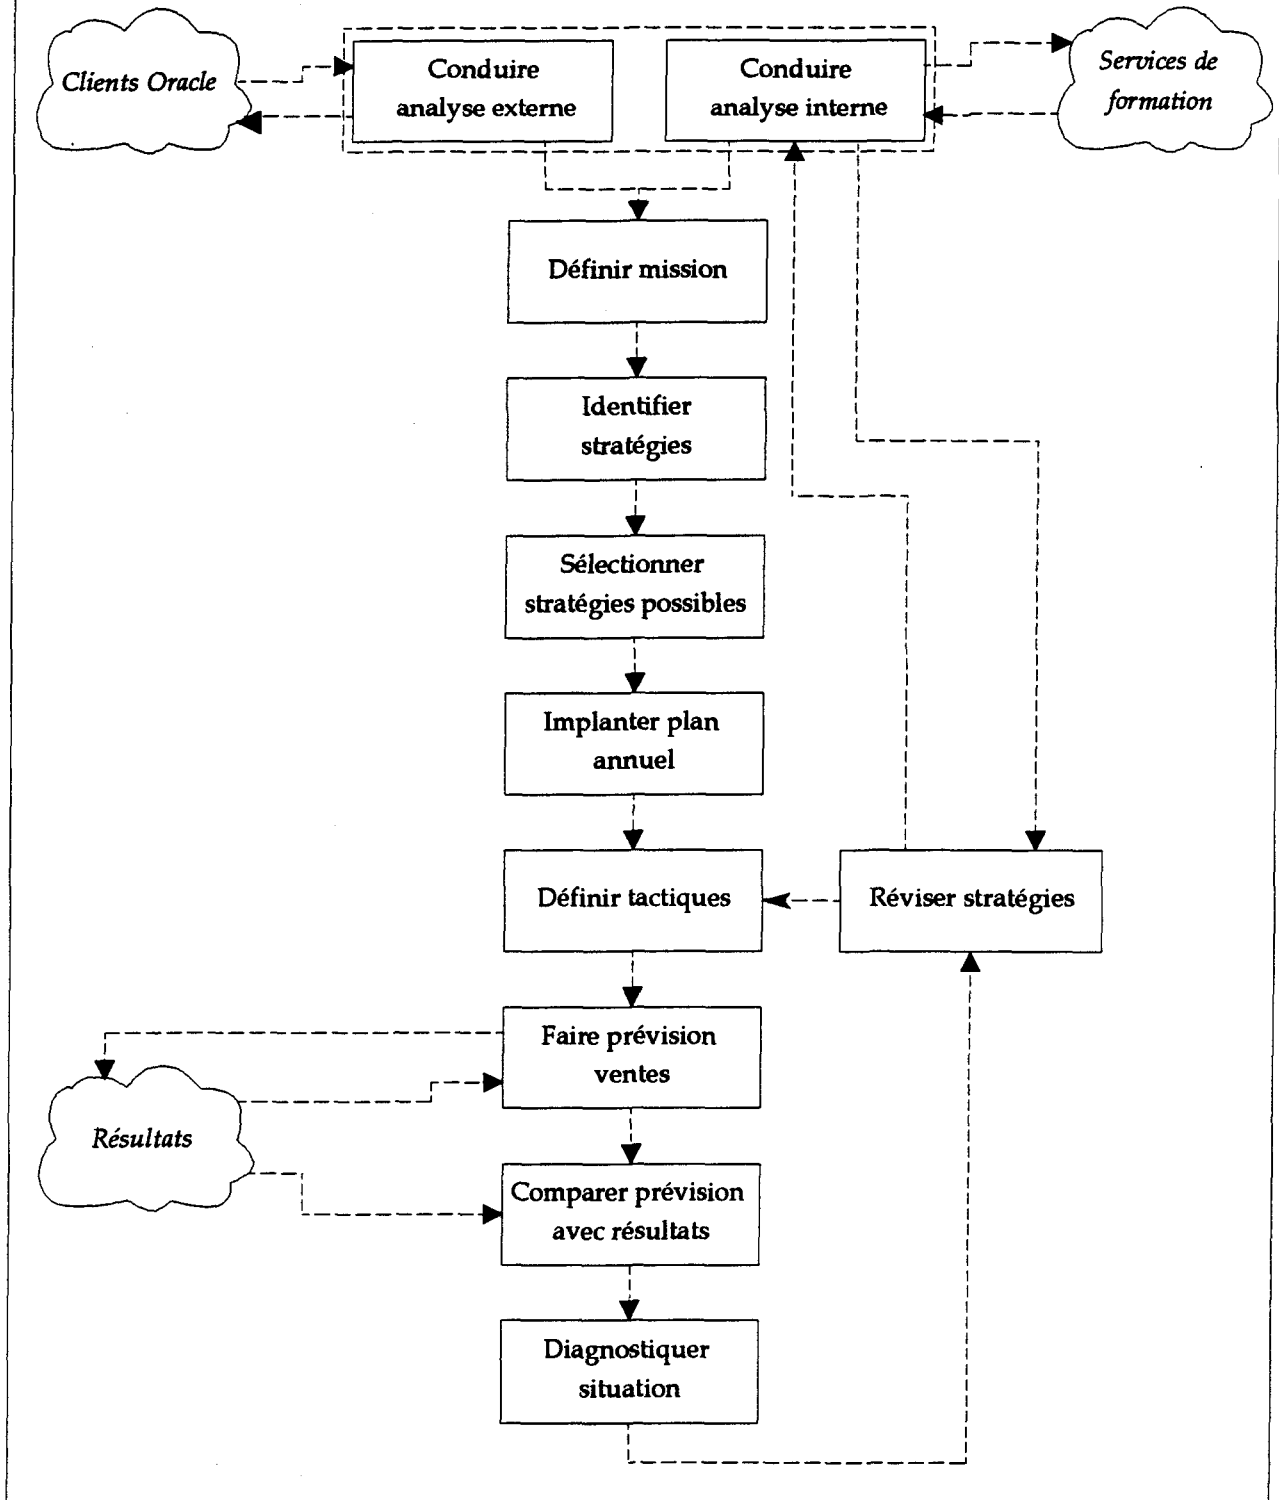 Clients Oracle
Conduire
analyse externe
Conduire
analyse interne
Services de
formation
Définir mission
Identifier
stratégies
Sélectionner
stratégies possibles
Implanter plan
annuel
Définir tactiques
Réviser stratégies
Faire prévision
ventes
Résultats
Comparer prévision
avec résultats
Diagnostiquer
situation